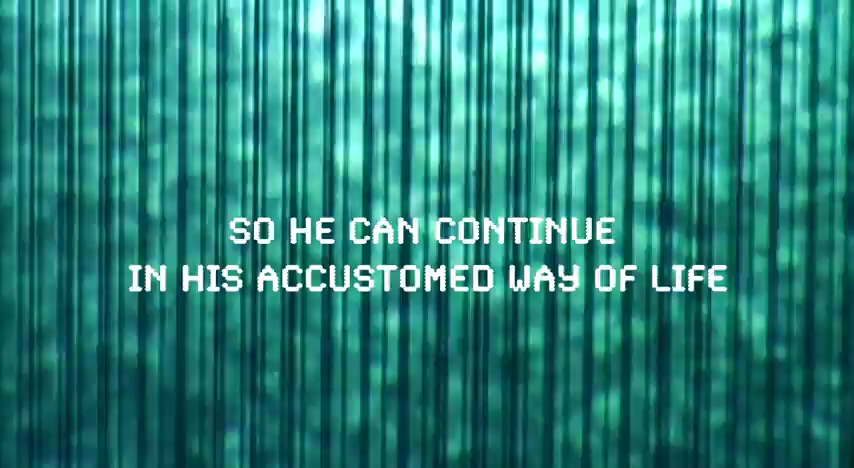 SO HE CAN CONTINUE
IN HIS ACCUSTOMED WAY OF LIFE